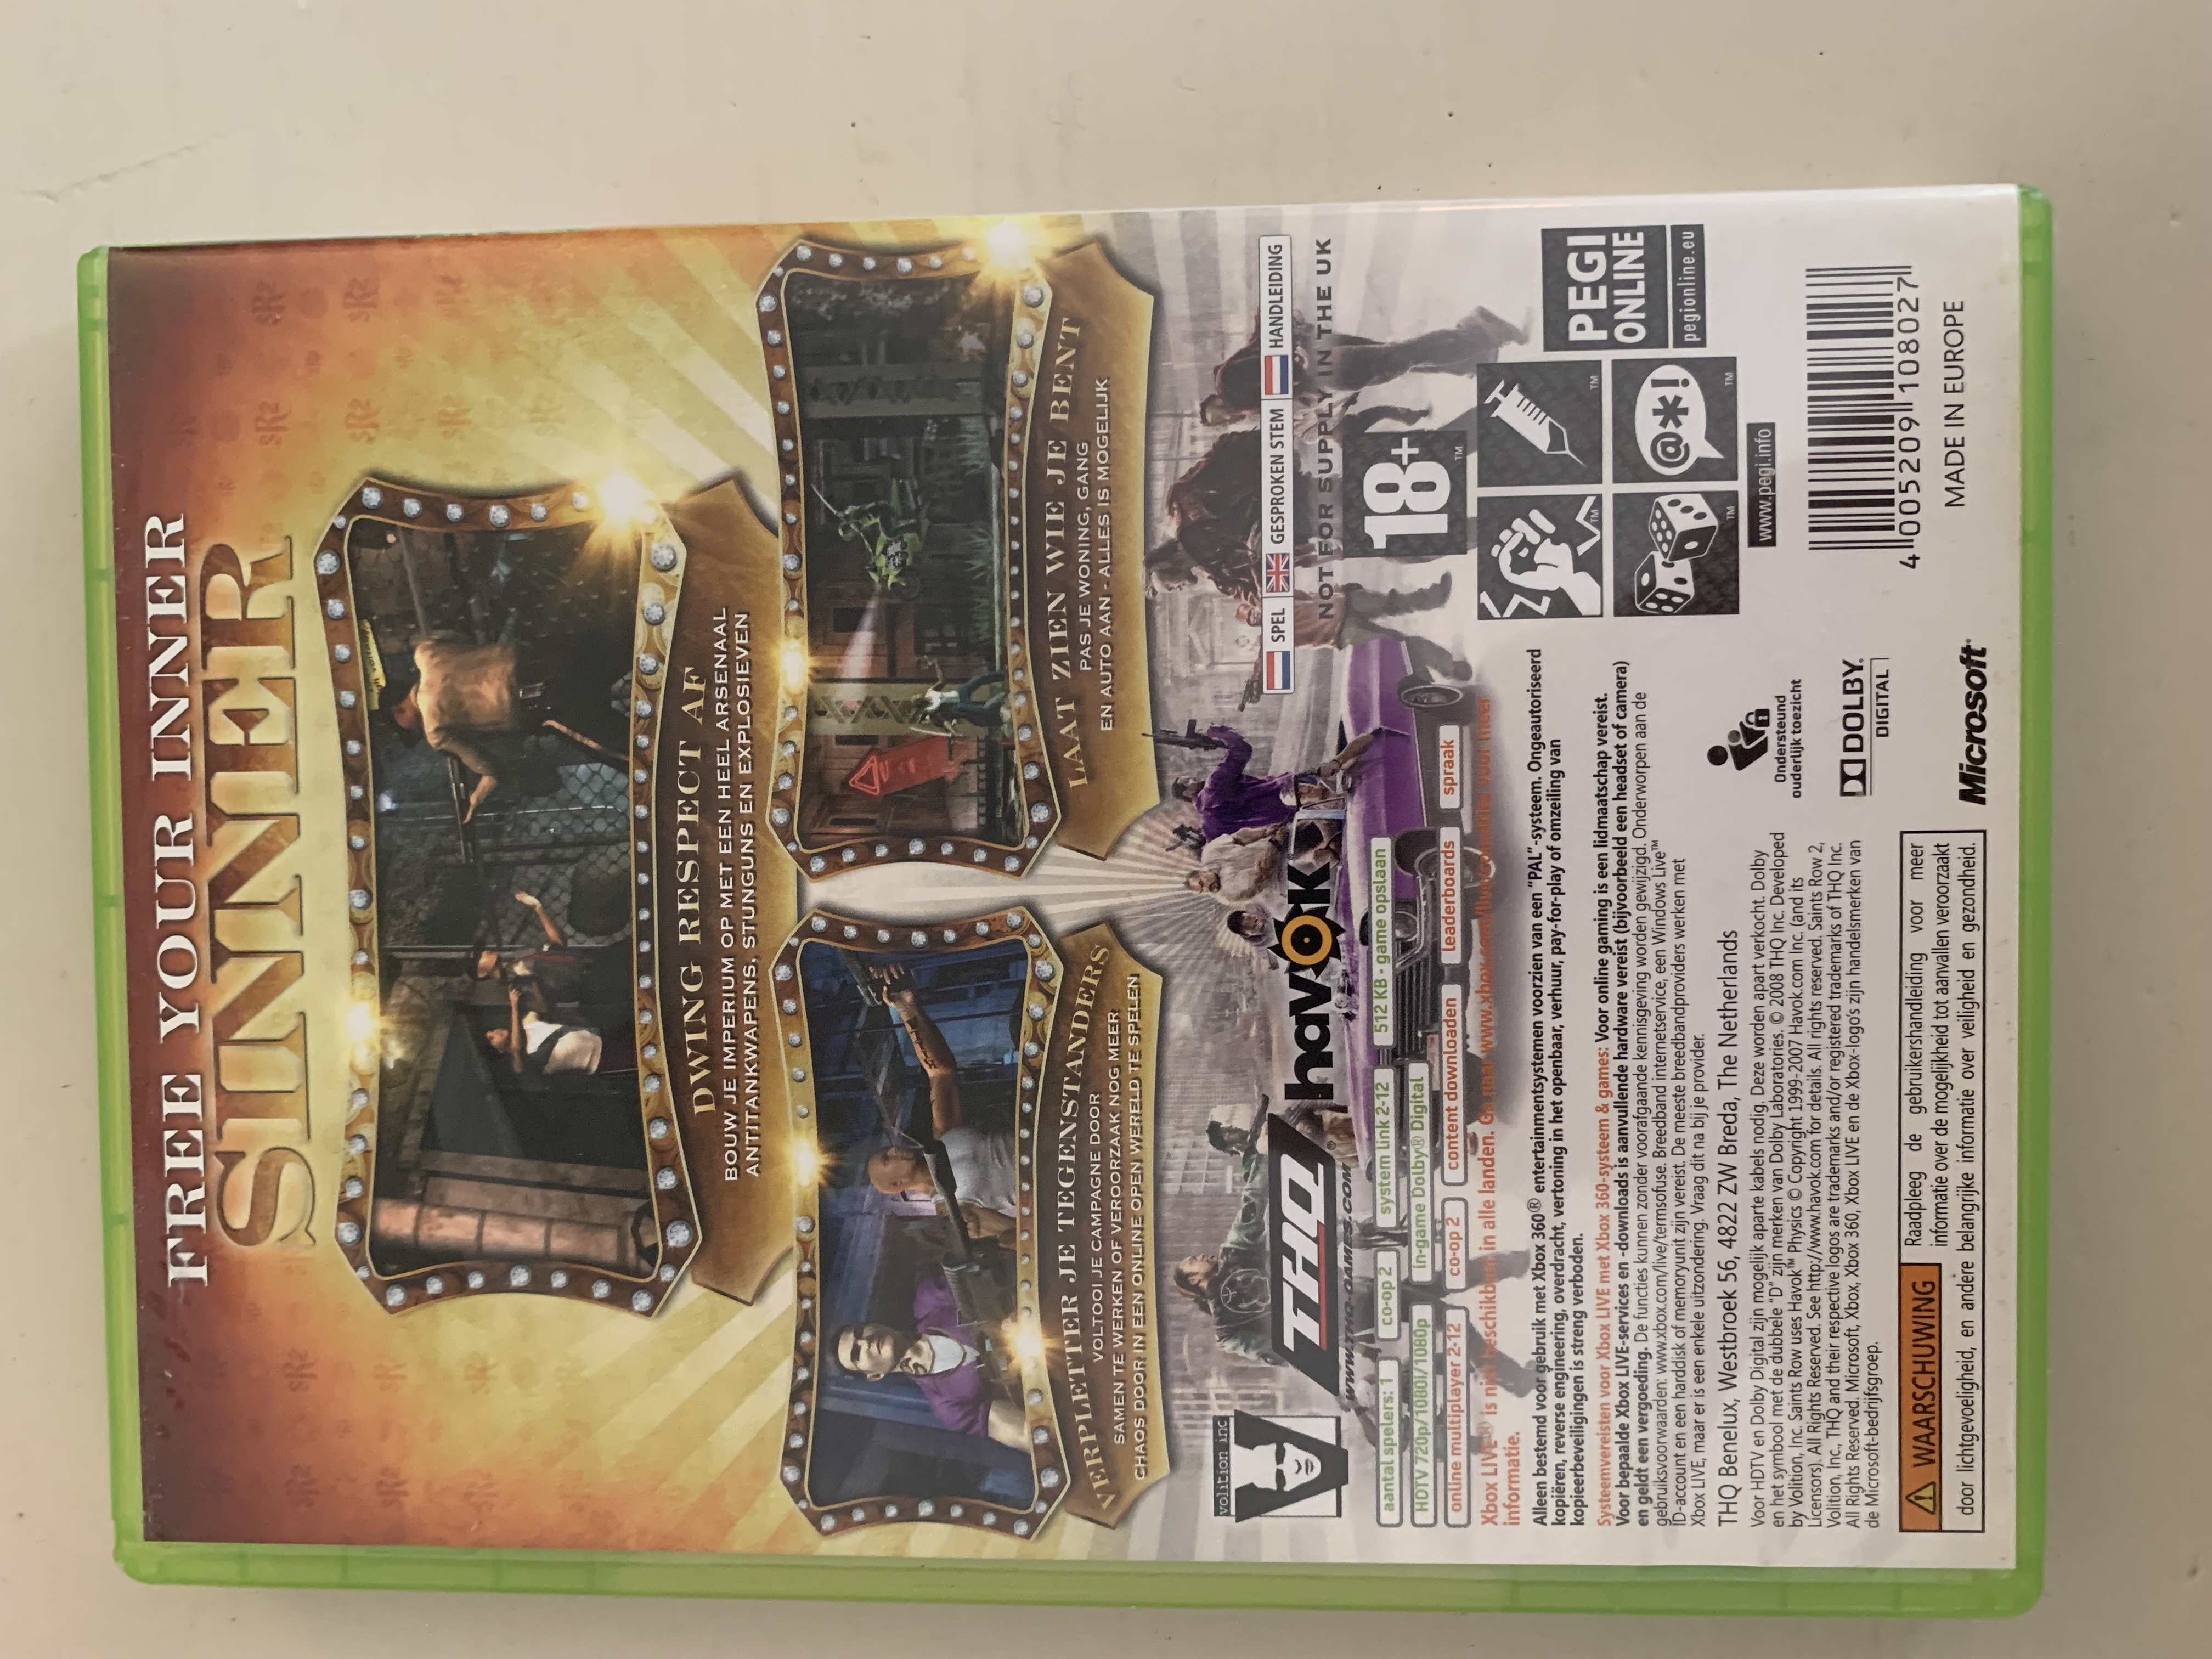 FREE YOUR INNER
SINNER
DWING RESPECT AF
BOUW JE IMPERIUM OP MET EEN HEEL ARSENAAL
ANTITANKWAPENS, STUNGUNS EN EXPLOSIEVEN
VERPLETTER JE TEGENSTANDERS
VOLTOOI JE CAMPAGNE DOOR
SAMEN TE WERKEN OF VEROORZAAK NOG MEER
CHAOS DOOR IN EEN ONLINE OPEN WERELD TE SPELEN
LAAT ZIEN WIE JE BENT
PAS JE WONING, GANG
EN AUTO AAN - ALLES IS MOGELIJK
volition inc
THQ
WWW.THQ-GAMES.COM
havok
SPEL GESPROKEN STEM HANDLEIDING
NOT FOR SUPPLY IN THE UK
aantal spelers: 1 co-op 2 system link 2-12 512 KB - game opslaan
HDTV 720p/1080i/1080p in-game Dolby® Digital
online multiplayer 2-12 co-op 2 content downloaden leaderboards spraak
Xbox LIVE® is niet beschikbaar in alle landen. Ga naar www.xbox.com/live/countries voor meer
informatie.
Alleen bestemd voor gebruik met Xbox 360® entertainmentsystemen voorzien van een "PAL"-systeem. Ongeautoriseerd
kopiëren, reverse engineering, overdracht, vertoning in het openbaar, verhuur, pay-for-play of omzeiling van
kopieerbeveiligingen is streng verboden.
Systeemvereisten voor Xbox LIVE met Xbox 360-systeem & games: Voor online gaming is een lidmaatschap vereist.
Voor bepaalde Xbox LIVE-services en -downloads is aanvullende hardware vereist (bijvoorbeeld een headset of camera)
en geldt een vergoeding. De functies kunnen zonder voorafgaande kennisgeving worden gewijzigd. Onderworpen aan de
gebruiksvoorwaarden: www.xbox.com/live/termsofuse. Breedband internetservice, een Windows Live™
ID-account en een harddisk of memoryunit zijn vereist. De meeste breedbandproviders werken met
Xbox LIVE, maar er is een enkele uitzondering. Vraag dit na bij je provider.
THQ Benelux, Westbroek 56, 4822 ZW Breda, The Netherlands
Voor HDTV en Dolby Digital zijn mogelijk aparte kabels nodig. Deze worden apart verkocht. Dolby
en het symbool met de dubbele "D" zijn merken van Dolby Laboratories. © 2008 THQ Inc. Developed
by Volition, Inc. Saints Row uses Havok™ Physics © Copyright 1999-2007 Havok.com Inc. (and its
Licensors). All Rights Reserved. See http://www.havok.com for details. All rights reserved. Saints Row 2,
Volition, Inc., THQ and their respective logos are trademarks and/or registered trademarks of THQ Inc.
All Rights Reserved. Microsoft, Xbox, Xbox 360, Xbox LIVE en de Xbox-logo's zijn handelsmerken van
de Microsoft-bedrijfsgroep.
WAARSCHUWING Raadpleeg de gebruikershandleiding voor meer
informatie over de mogelijkheid tot aanvallen veroorzaakt
door lichtgevoeligheid, en andere belangrijke informatie over veiligheid en gezondheid.
Ondersteund
ouderlijk toezicht
DOLBY
DIGITAL
Microsoft
18+
@*!
PEGI
ONLINE
pegionline.eu
www.pegi.info
4 005209 108027
MADE IN EUROPE